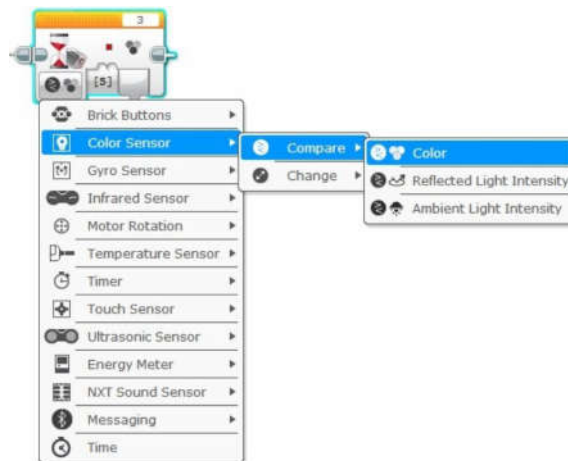 3
[5]
Brick Buttons
Color Sensor
Compare
Color
Gyro Sensor
Change
Reflected Light Intensity
Infrared Sensor
Ambient Light Intensity
Motor Rotation
Temperature Sensor
Timer
Touch Sensor
Ultrasonic Sensor
Energy Meter
NXT Sound Sensor
Messaging
Time